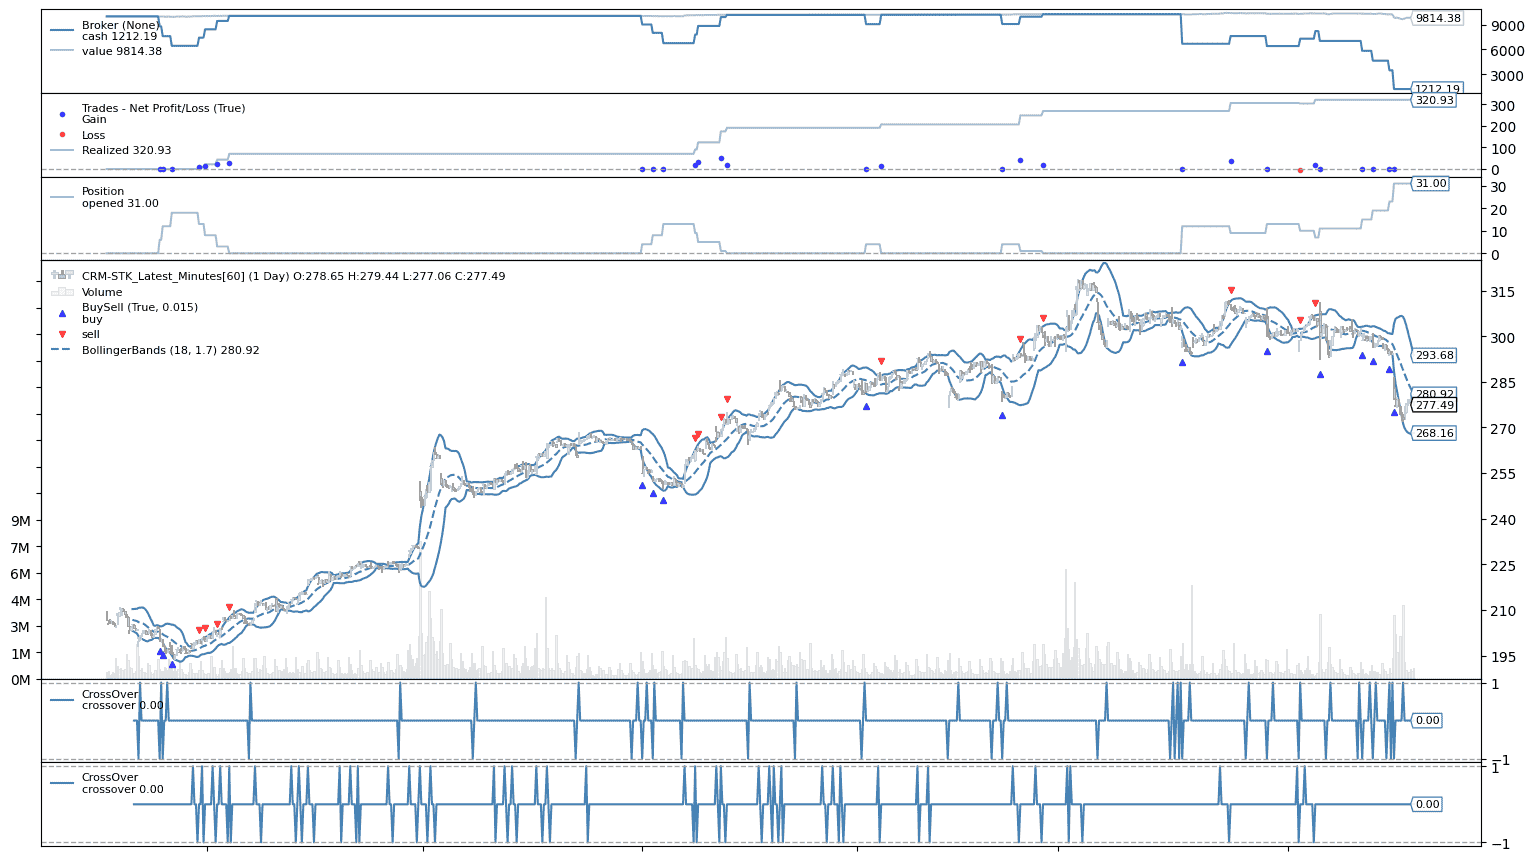 Broker (None)
cash 1212.19
value 9814.38
9814.38
9000
6000
3000
1212.19
Trades - Net Profit/Loss (True)
Gain
Loss
Realized 320.93
320.93
300
200
100
0
Position
opened 31.00
31.00
30
20
10
0
CRM-STK_Latest_Minutes[60] (1 Day) O:278.65 H:279.44 L:277.06 C:277.49
Volume
BuySell (True, 0.015)
buy
sell
BollingerBands (18, 1.7) 280.92
315
300
293.68
285
280.92
277.49
270
268.16
255
240
225
210
195
9M
7M
6M
4M
3M
1M
0M
CrossOver
crossover 0.00
1
0.00
−1
CrossOver
crossover 0.00
1
0.00
−1